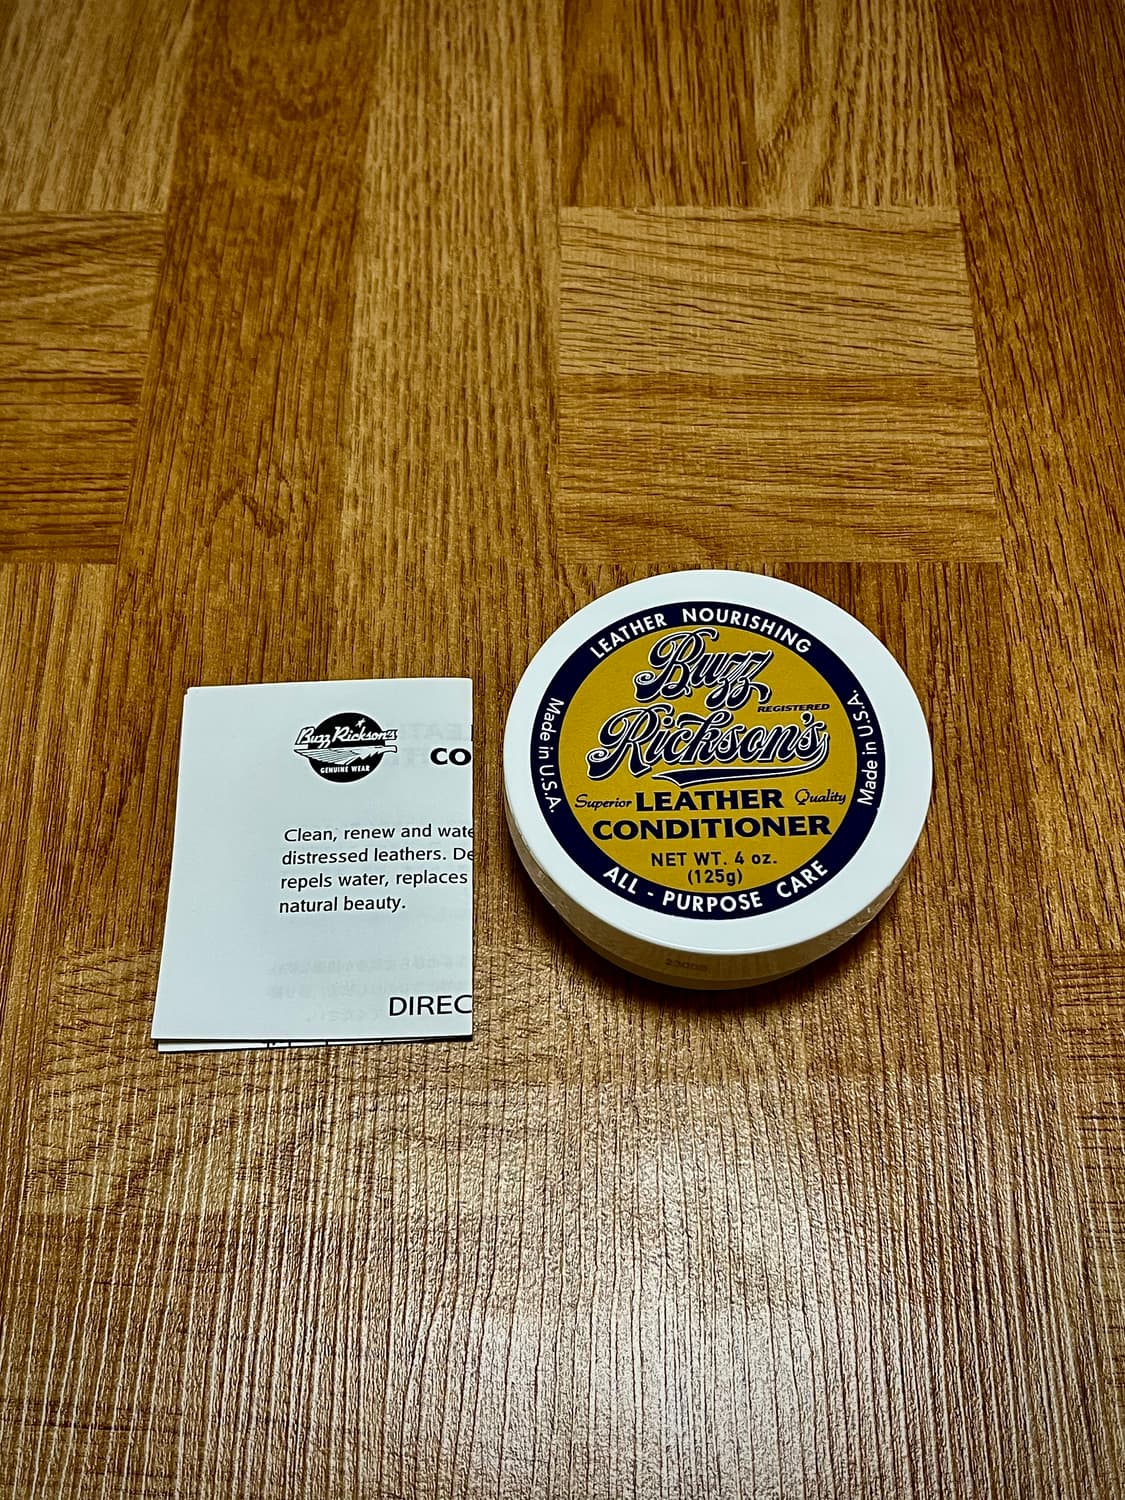 Buzz Rickson's
GENUINE WEAR
CO
Clean, renew and wate
distressed leathers. De
repels water, replaces
natural beauty.
DIREC
LEATHER NOURISHING
Made in U.S.A.
Buzz
REGISTERED
Rickson's
Made in U.S.A.
Superior LEATHER Quality
CONDITIONER
NET WT. 4 oz.
(125g)
ALL - PURPOSE CARE